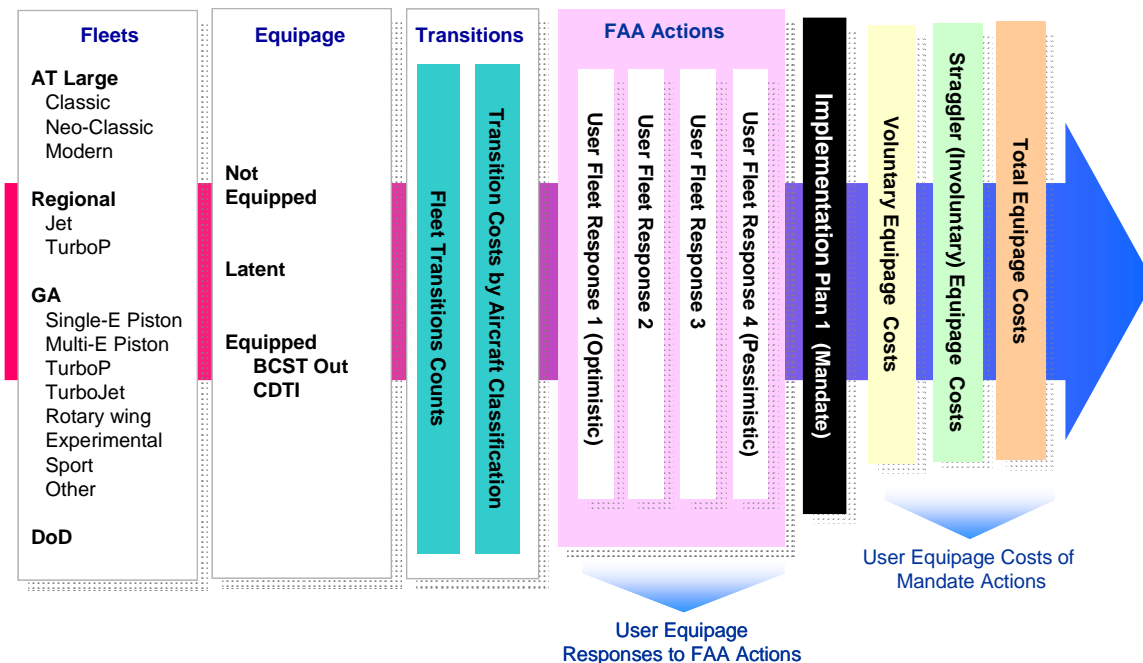 Fleets
AT Large
Classic
Neo-Classic
Modern
Regional
Jet
TurboP
GA
Single-E Piston
Multi-E Piston
TurboP
TurboJet
Rotary wing
Experimental
Sport
Other
DoD
Equipage
Not
Equipped
Latent
Equipped
BCST Out
CDTI
Transitions
Fleet Transitions Counts
Transition Costs by Aircraft Classification
FAA Actions
User Fleet Response 1 (Optimistic)
User Fleet Response 2
User Fleet Response 3
User Fleet Response 4 (Pessimistic)
Implementation Plan 1 (Mandate)
Voluntary Equipage Costs
Straggler (Involuntary) Equipage Costs
Total Equipage Costs
User Equipage
Responses to FAA Actions
User Equipage Costs of
Mandate Actions